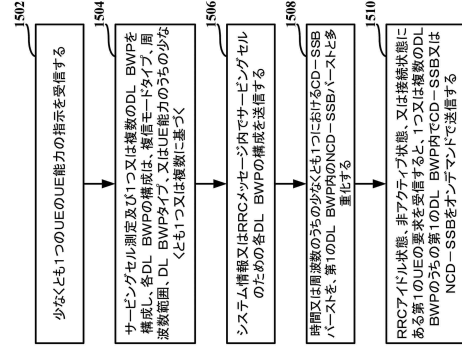 1502
少なくとも1つのUEのUE能力の指示を受信する
1504
サービングセル測定及び1つ又は複数のDL BWPを
構成し、各DL BWPの構成は、複信モードタイプ、周
波数範囲、DL BWPタイプ、又はUE能力のうちの少な
くとも1つ又は複数に基づく
1506
システム情報又はRRCメッセージ内でサービングセル
のための各DL BWPの構成を送信する
1508
時間又は周波数のうちの少なくとも1つにおけるCD-SSB
バーストを、第1のDL BWP内のNCD-SSBバーストと多
重化する
1510
RRCアイドル状態、非アクティブ状態、又は接続状態に
ある第1のUEの要求を受信すると、1つ又は複数のDL
BWPのうちの第1のDL BWP内でCD-SSB又は
NCD-SSBをオンデマンドで送信する